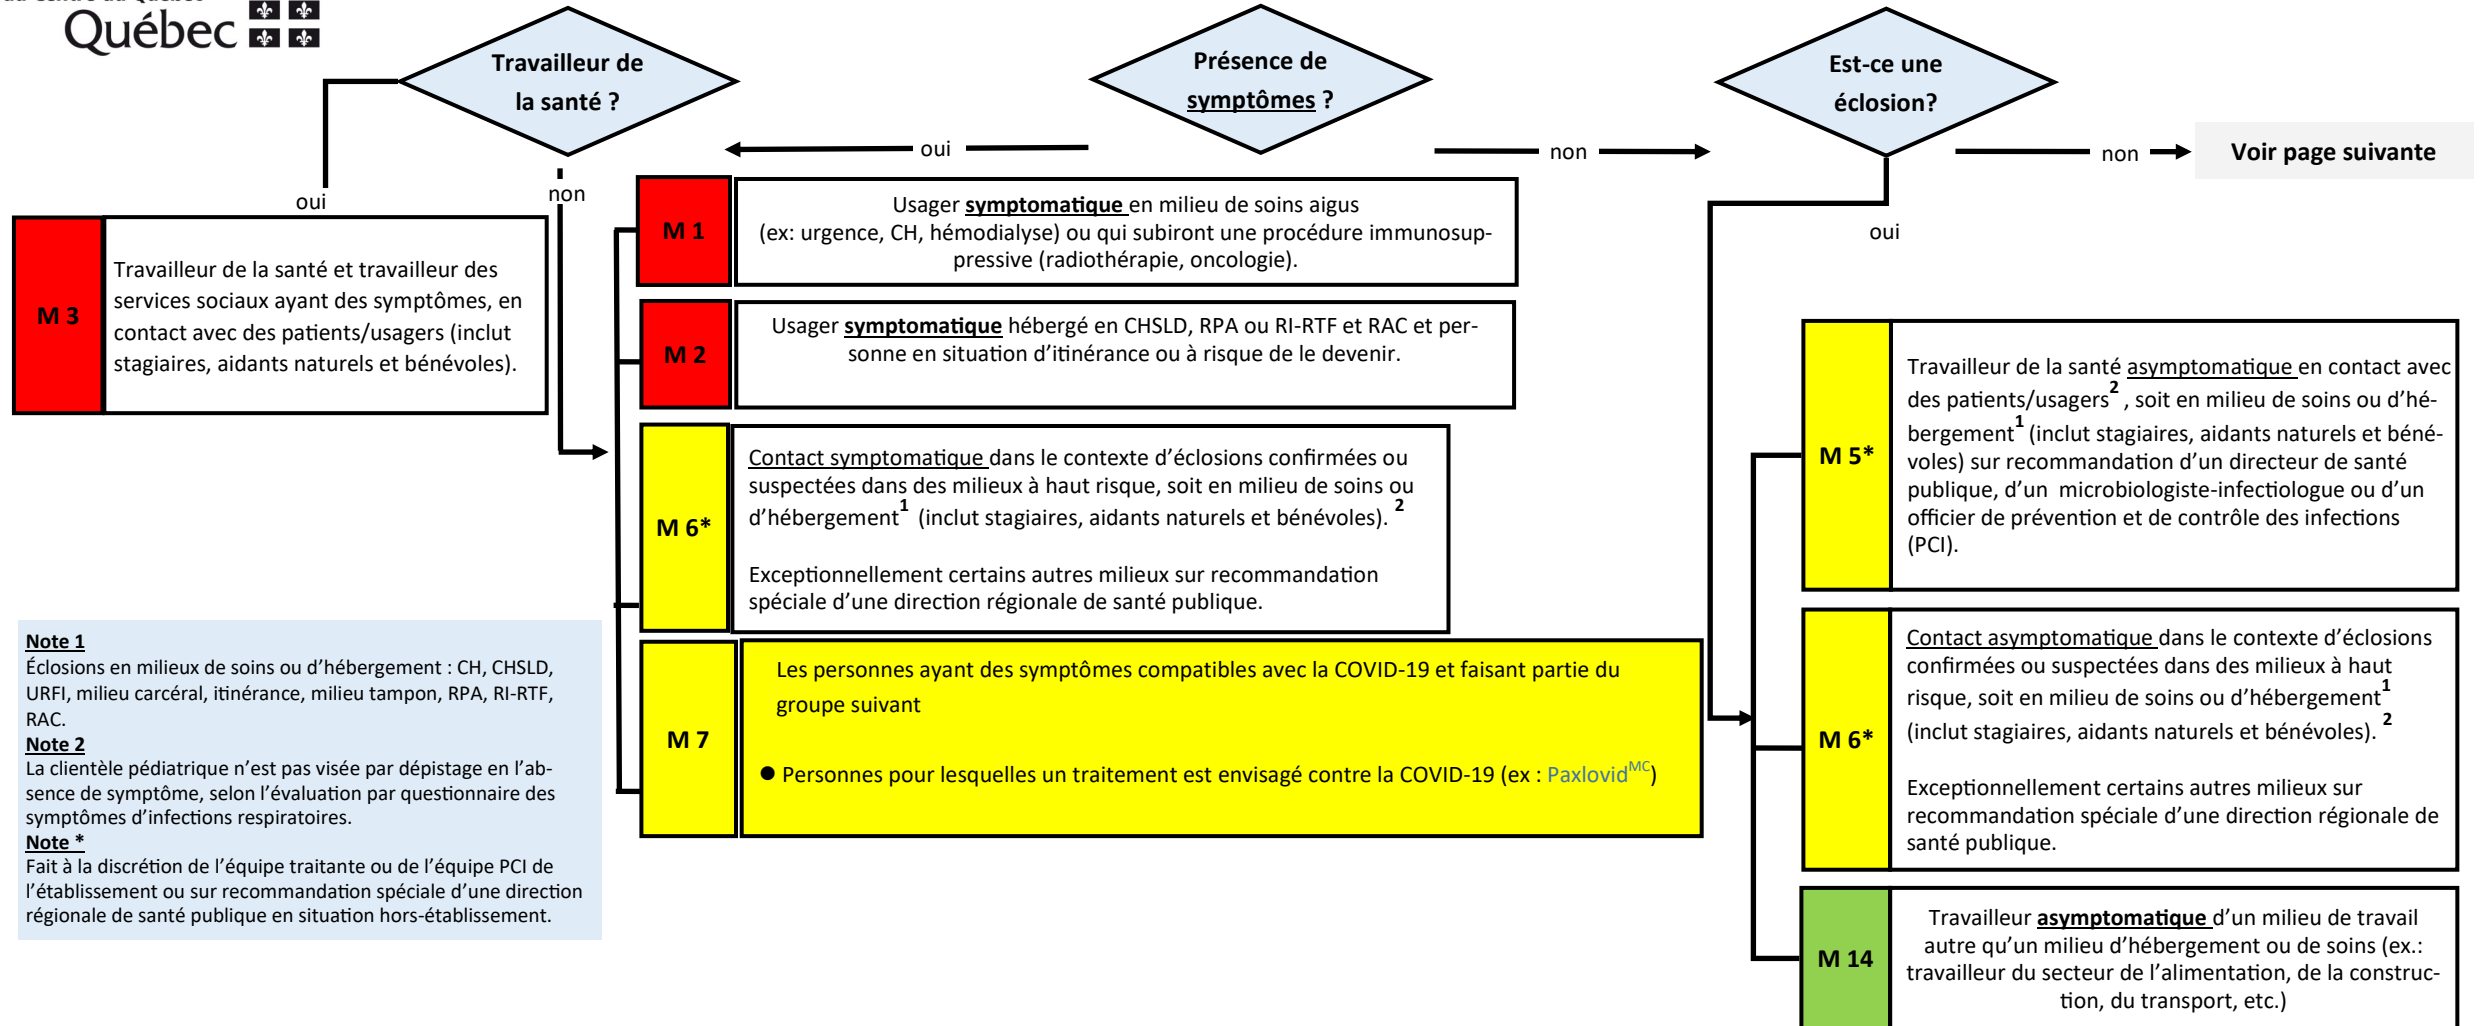 Québec
Travailleur de
la santé ?
Présence de
symptômes ?
Est-ce une
éclosion?
oui
non
non
Voir page suivante
oui
non
oui
M 3
Travailleur de la santé et travailleur des
services sociaux ayant des symptômes, en
contact avec des patients/usagers (inclut
stagiaires, aidants naturels et bénévoles).
M 1
Usager symptomatique en milieu de soins aigus
(ex: urgence, CH, hémodialyse) ou qui subiront une procédure immunosup-
pressive (radiothérapie, oncologie).
M 2
Usager symptomatique hébergé en CHSLD, RPA ou RI-RTF et RAC et per-
sonne en situation d'itinérance ou à risque de le devenir.
M 6*
Contact symptomatique dans le contexte d'éclosions confirmées ou
suspectées dans des milieux à haut risque, soit en milieu de soins ou
d'hébergement1 (inclut stagiaires, aidants naturels et bénévoles). 2
Exceptionnellement certains autres milieux sur recommandation
spéciale d'une direction régionale de santé publique.
M 7
Les personnes ayant des symptômes compatibles avec la COVID-19 et faisant partie du
groupe suivant
● Personnes pour lesquelles un traitement est envisagé contre la COVID-19 (ex : PaxlovidMC)
M 5*
Travailleur de la santé asymptomatique en contact avec
des patients/usagers2 , soit en milieu de soins ou d'hé-
bergement1 (inclut stagiaires, aidants naturels et béné-
voles) sur recommandation d'un directeur de santé
publique, d'un microbiologiste-infectiologue ou d'un
officier de prévention et de contrôle des infections
(PCI).
M 6*
Contact asymptomatique dans le contexte d'éclosions
confirmées ou suspectées dans des milieux à haut
risque, soit en milieu de soins ou d'hébergement1
(inclut stagiaires, aidants naturels et bénévoles). 2
Exceptionnellement certains autres milieux sur
recommandation spéciale d'une direction régionale de
santé publique.
M 14
Travailleur asymptomatique d'un milieu de travail
autre qu'un milieu d'hébergement ou de soins (ex.:
travailleur du secteur de l'alimentation, de la construc-
tion, du transport, etc.)
Note 1
Éclosions en milieux de soins ou d'hébergement : CH, CHSLD,
URFI, milieu carcéral, itinérance, milieu tampon, RPA, RI-RTF,
RAC.
Note 2
La clientèle pédiatrique n'est pas visée par dépistage en l'ab-
sence de symptôme, selon l'évaluation par questionnaire des
symptômes d'infections respiratoires.
Note *
Fait à la discrétion de l'équipe traitante ou de l'équipe PCI de
l'établissement ou sur recommandation spéciale d'une direction
régionale de santé publique en situation hors-établissement.